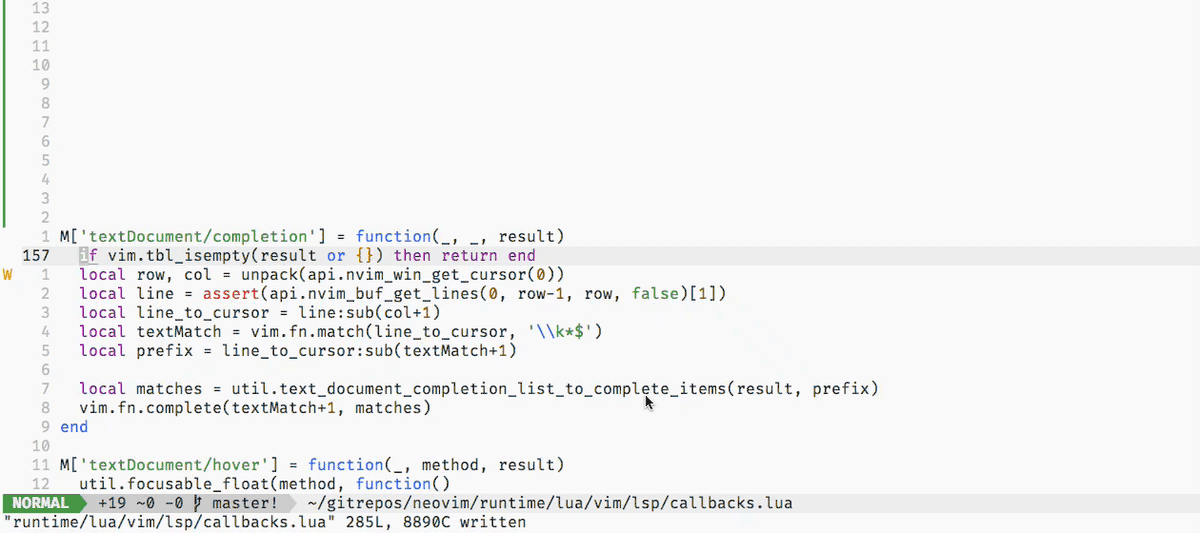 13
12
11
10
9
8
7
6
5
4
3
2
1 M['textDocument/completion'] = function(_, _, result)
157 if vim.tbl_isempty(result or {}) then return end
W 1 local row, col = unpack(api.nvim_win_get_cursor(0))
2 local line = assert(api.nvim_buf_get_lines(0, row-1, row, false)[1])
3 local line_to_cursor = line:sub(col+1)
4 local textMatch = vim.fn.match(line_to_cursor, '\\k*$')
5 local prefix = line_to_cursor:sub(textMatch+1)
6
7 local matches = util.text_document_completion_list_to_complete_items(result, prefix)
8 vim.fn.complete(textMatch+1, matches)
9 end
10
11 M['textDocument/hover'] = function(_, method, result)
12 util.focusable_float(method, function()
NORMAL +19 ~0 -0 master! ~/gitrepos/neovim/runtime/lua/vim/lsp/callbacks.lua
"runtime/lua/vim/lsp/callbacks.lua" 285L, 8890C written